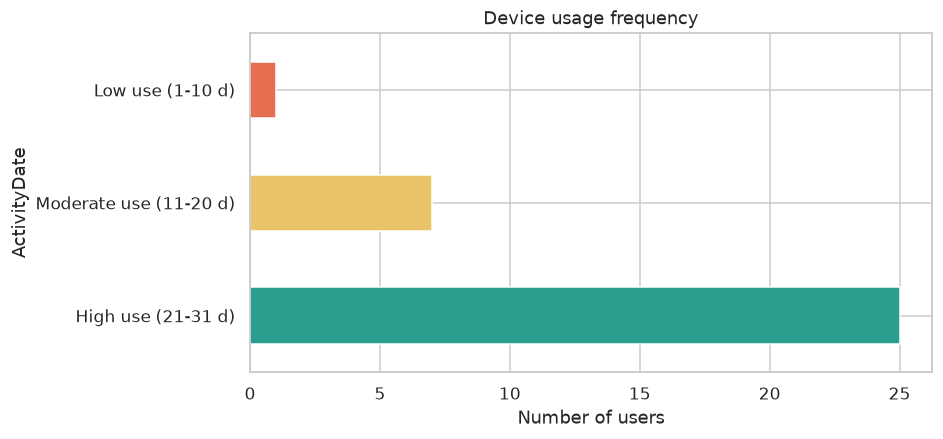 Device usage frequency
Low use (1-10 d)
Moderate use (11-20 d)
High use (21-31 d)
ActivityDate
0 5 10 15 20 25
Number of users